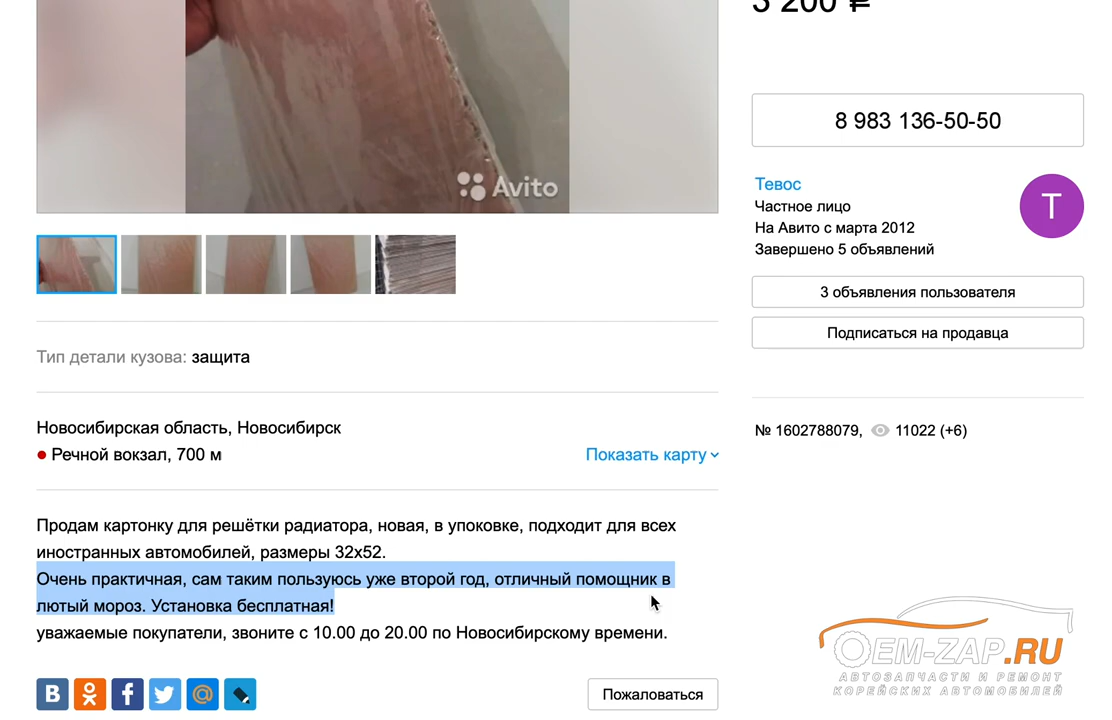 3 200 ₽
Avito
8 983 136-50-50
Тевос
Частное лицо
На Авито с марта 2012
Завершено 5 объявлений
T
3 объявления пользователя
Подписаться на продавца
Тип детали кузова: защита
Новосибирская область, Новосибирск
Речной вокзал, 700 м
Показать карту
№ 1602788079, 11022 (+6)
Продам картонку для решётки радиатора, новая, в упоковке, подходит для всех
иностранных автомобилей, размеры 32х52.
Очень практичная, сам таким пользуюсь уже второй год, отличный помощник в
лютый мороз. Установка бесплатная!
уважаемые покупатели, звоните с 10.00 до 20.00 по Новосибирскому времени.
Пожаловаться
OEM-ZAP.RU
АВТОЗАПЧАСТИ И РЕМОНТ
КОРЕЙСКИХ АВТОМОБИЛЕЙ